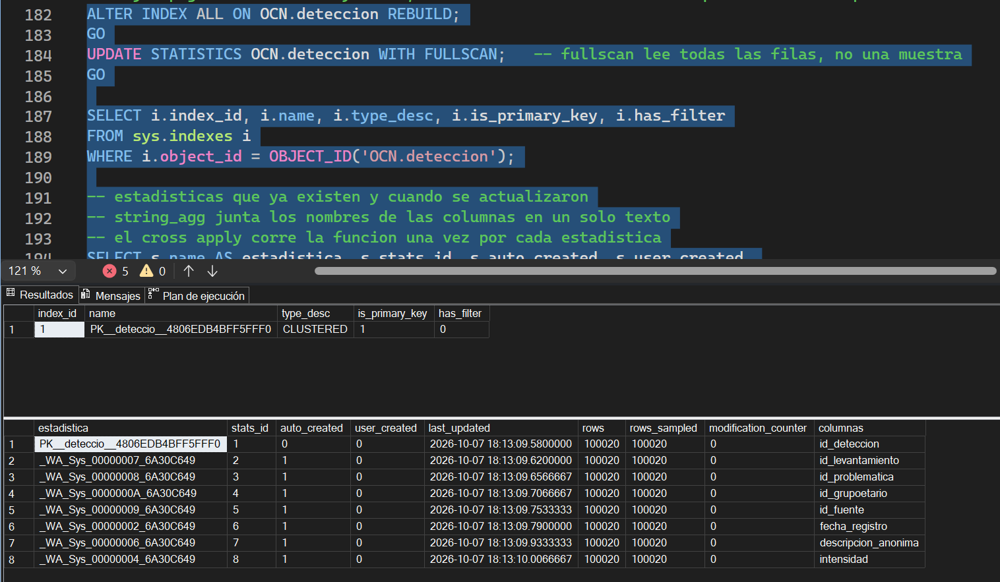 182 ALTER INDEX ALL ON OCN.deteccion REBUILD;
183 GO
184 UPDATE STATISTICS OCN.deteccion WITH FULLSCAN;   -- fullscan lee todas las filas, no una muestra
185 GO
186
187 SELECT i.index_id, i.name, i.type_desc, i.is_primary_key, i.has_filter
188 FROM sys.indexes i
189 WHERE i.object_id = OBJECT_ID('OCN.deteccion');
190
191 -- estadisticas que ya existen y cuando se actualizaron
192 -- string_agg junta los nombres de las columnas en un solo texto
193 -- el cross apply corre la funcion una vez por cada estadistica
194 SELECT s.name AS estadistica, s.stats_id, s.auto_created, s.user_created,
121 % 5 0
Resultados Mensajes Plan de ejecución
index_id name type_desc is_primary_key has_filter
1 1 PK__deteccio__4806EDB4BFF5FFF0 CLUSTERED 1 0
estadistica stats_id auto_created user_created last_updated rows rows_sampled modification_counter columnas
1 PK__deteccio__4806EDB4BFF5FFF0 1 0 0 2026-10-07 18:13:09.5800000 100020 100020 0 id_deteccion
2 _WA_Sys_00000007_6A30C649 2 1 0 2026-10-07 18:13:09.6200000 100020 100020 0 id_levantamiento
3 _WA_Sys_00000008_6A30C649 3 1 0 2026-10-07 18:13:09.6566667 100020 100020 0 id_problematica
4 _WA_Sys_0000000A_6A30C649 4 1 0 2026-10-07 18:13:09.7066667 100020 100020 0 id_grupoetario
5 _WA_Sys_00000009_6A30C649 5 1 0 2026-10-07 18:13:09.7533333 100020 100020 0 id_fuente
6 _WA_Sys_00000002_6A30C649 6 1 0 2026-10-07 18:13:09.7900000 100020 100020 0 fecha_registro
7 _WA_Sys_00000006_6A30C649 7 1 0 2026-10-07 18:13:09.9333333 100020 100020 0 descripcion_anonima
8 _WA_Sys_00000004_6A30C649 8 1 0 2026-10-07 18:13:10.0066667 100020 100020 0 intensidad